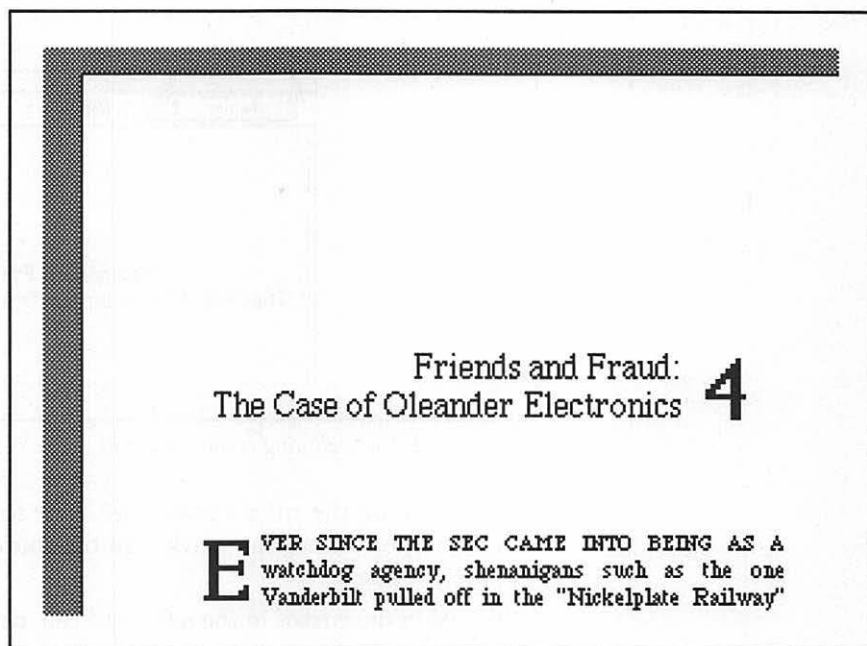 Friends and Fraud:
The Case of Oleander Electronics 4
EVER SINCE THE SEC CAME INTO BEING AS A
watchdog agency, shenanigans such as the one
Vanderbilt pulled off in the "Nickelplate Railway"